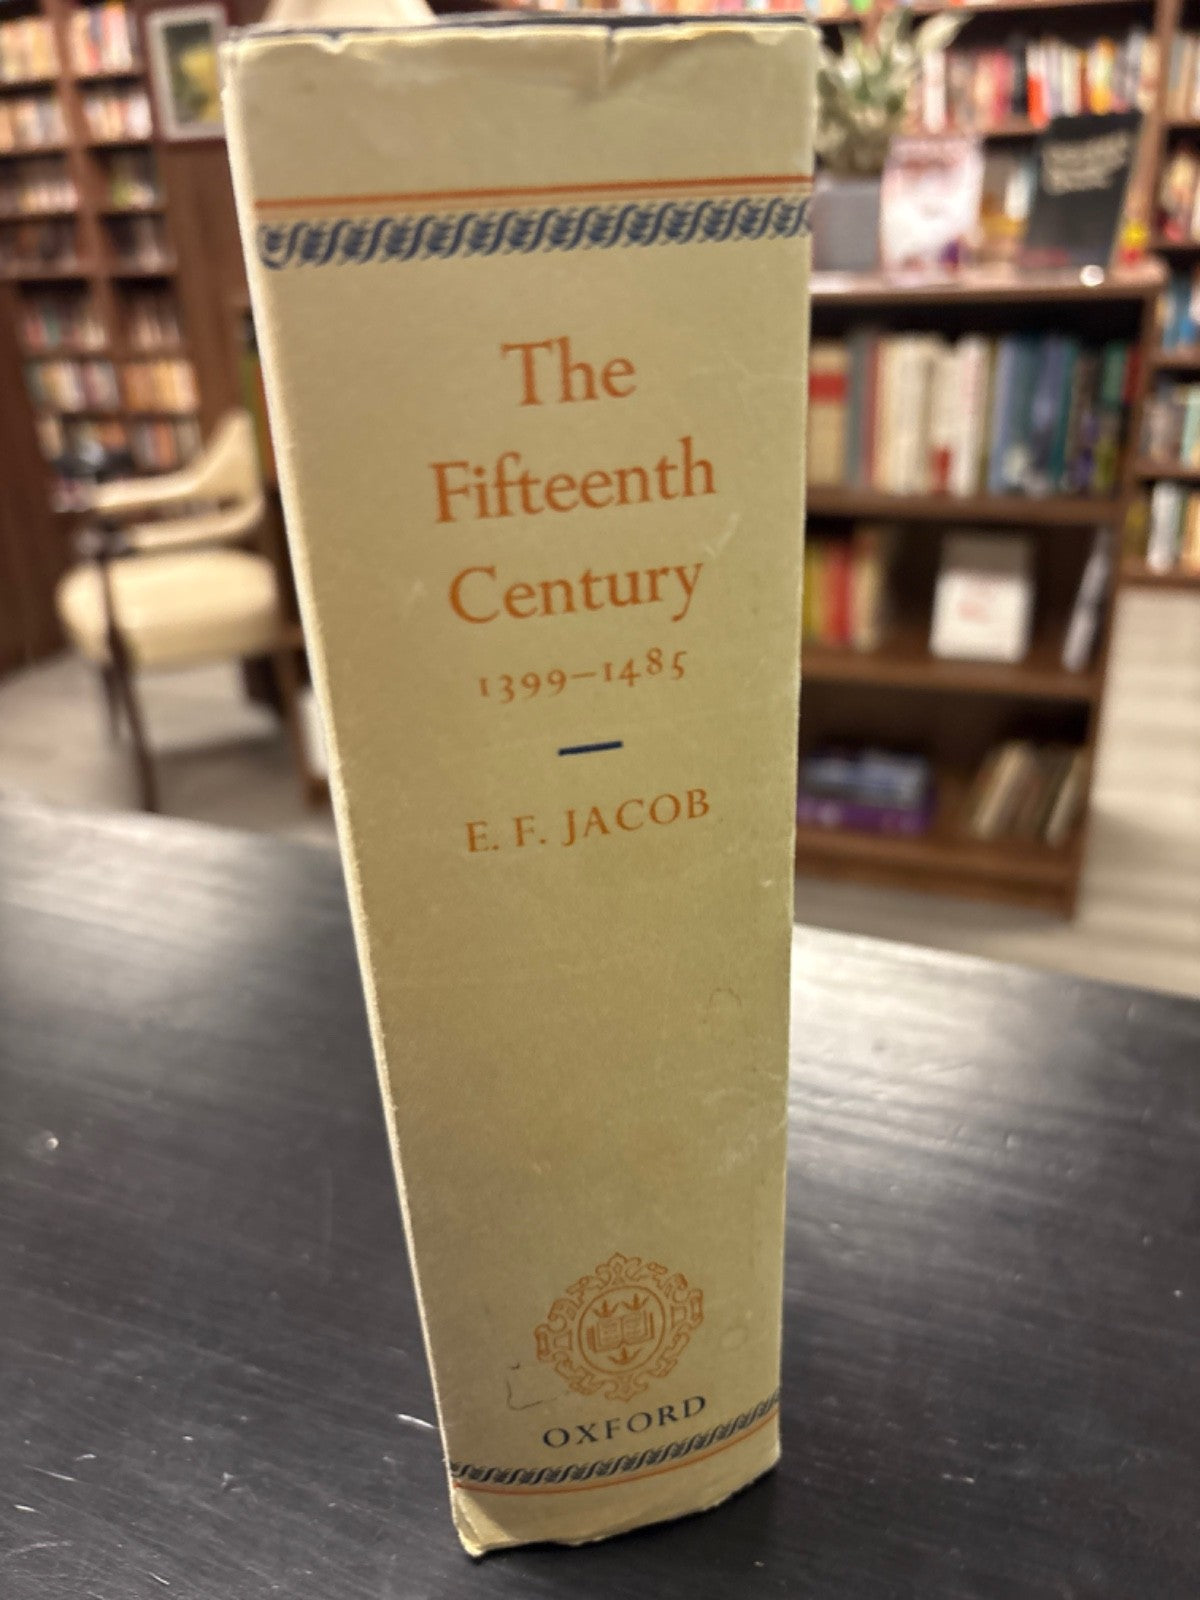 The
Fifteenth
Century
1399–1485
E. F. JACOB
OXFORD